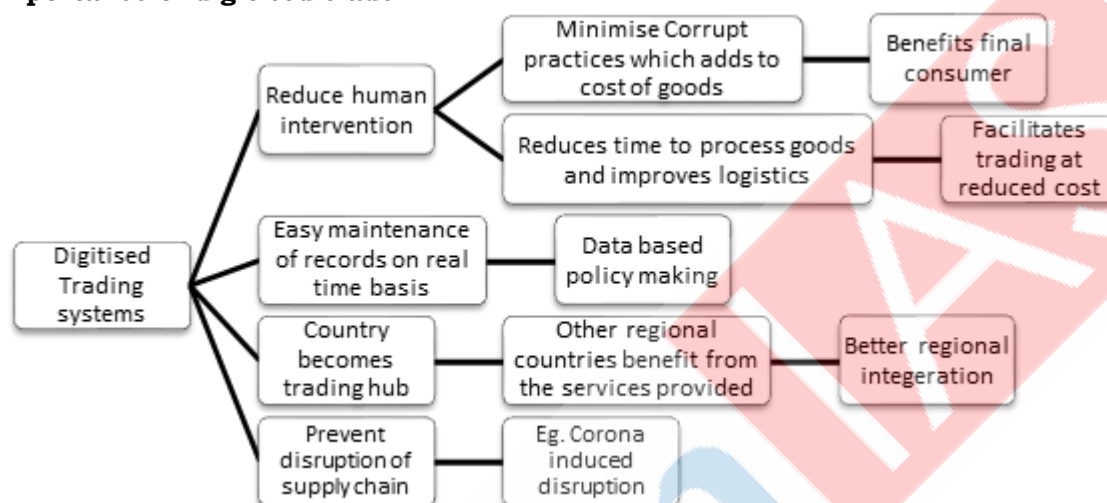 Minimise Corrupt
practices which adds to
cost of goods
Benefits final
consumer
Reduce human
intervention
Reduces time to process goods
and improves logistics
Facilitates
trading at
reduced cost
Easy maintenance
of records on real
time basis
Data based
policy making
Digitised
Trading
systems
Country
becomes
trading hub
Other regional
countries benefit from
the services provided
Better regional
integeration
Prevent
disruption of
supply chain
Eg. Corona
induced
disruption
IAS